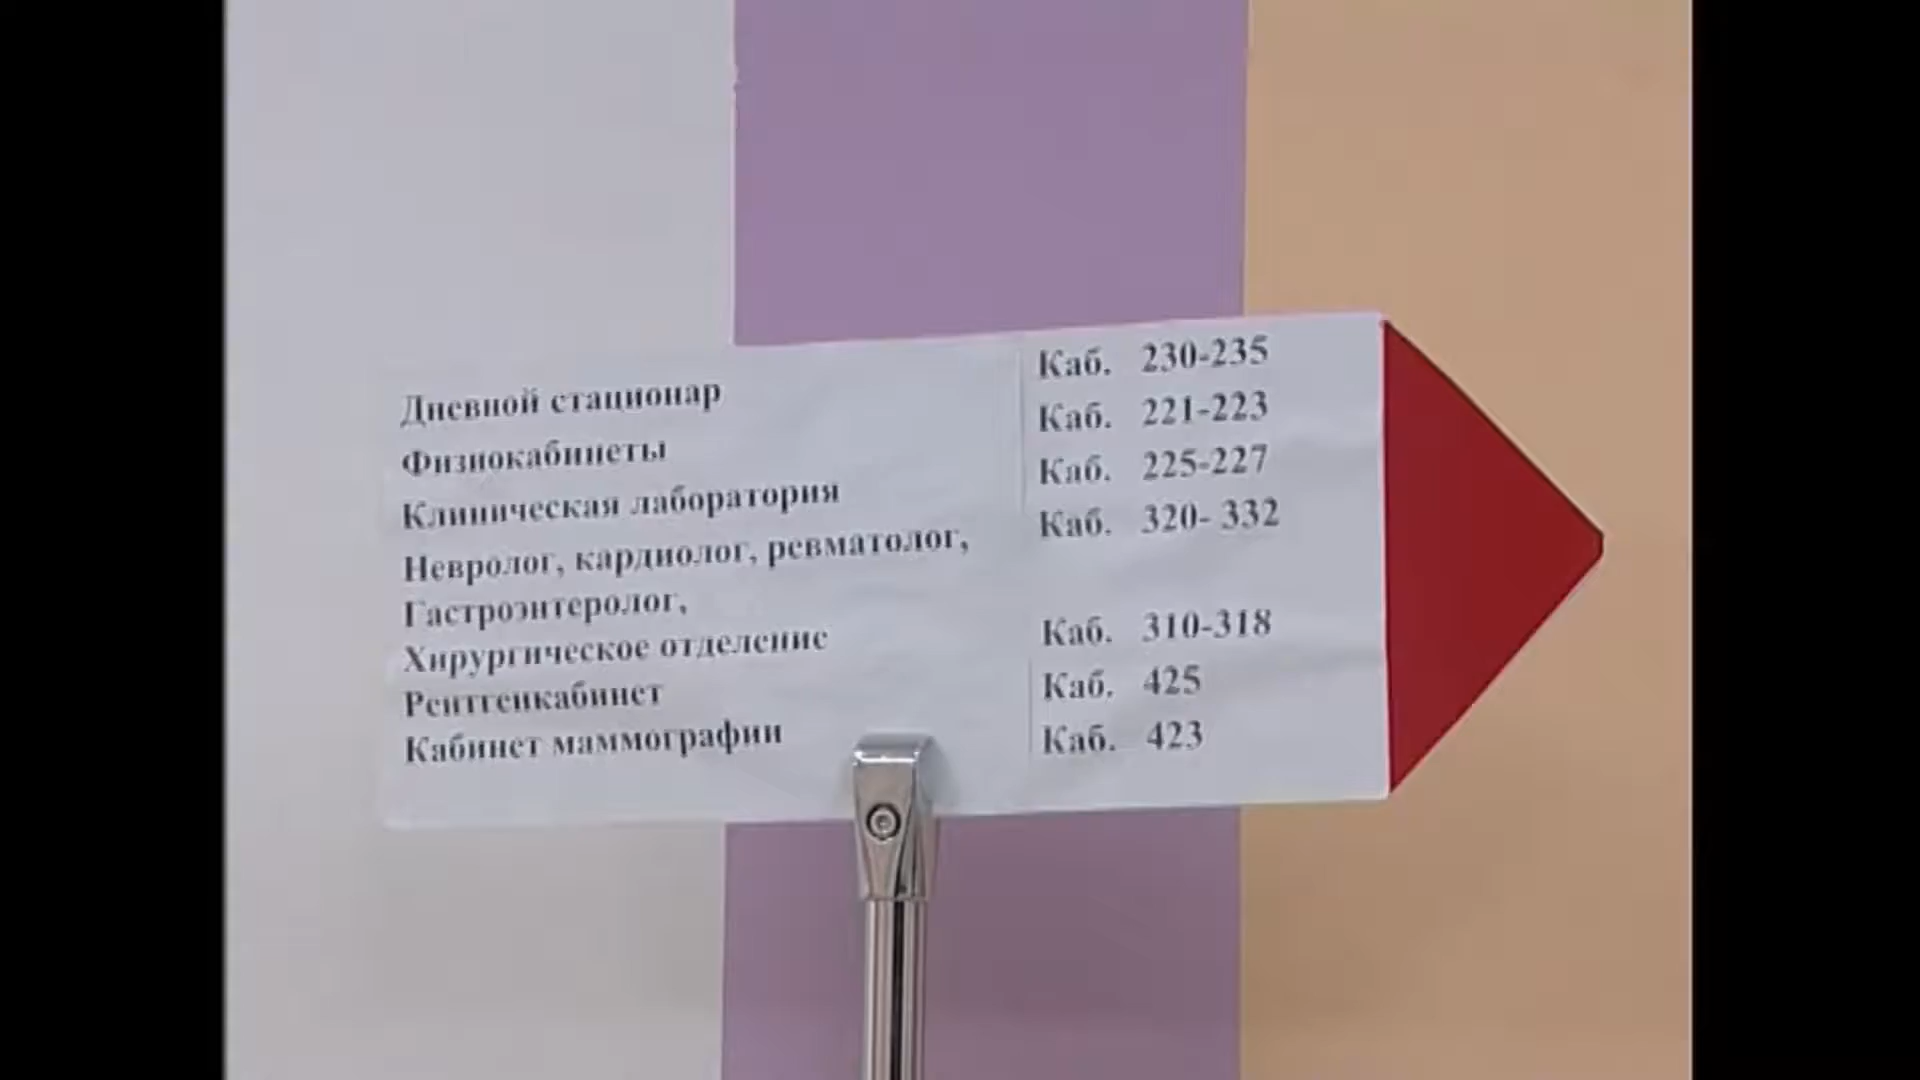 Дневной стационар Каб. 230-235
Физиокабинеты Каб. 221-223
Клиническая лаборатория Каб. 225-227
Невролог, кардиолог, ревматолог, Каб. 320- 332
Гастроэнтеролог,
Хирургическое отделение Каб. 310-318
Рентгенкабинет Каб. 425
Кабинет маммографии Каб. 423